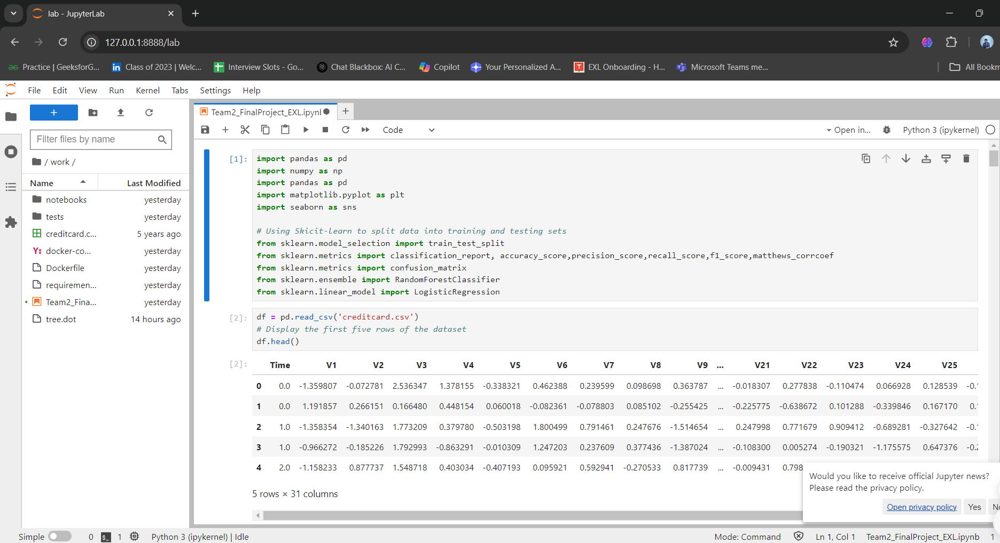 lab - JupyterLab
127.0.0.1:8888/lab
Practice | GeeksforG...
Class of 2023 | Welc...
Interview Slots - Go...
Chat Blackbox: AI C...
Copilot
Your Personalized A...
EXL Onboarding - H...
Microsoft Teams me...
All Bookm
File Edit View Run Kernel Tabs Settings Help
Filter files by name
/ work /
Name Last Modified
notebooks yesterday
tests yesterday
creditcard.c... 5 years ago
Y: docker-co... yesterday
Dockerfile yesterday
requiremen... yesterday
Team2_Fina... yesterday
tree.dot 14 hours ago
Team2_FinalProject_EXL.ipynl
Code
Open in...
Python 3 (ipykernel)
[1]:
import pandas as pd
import numpy as np
import pandas as pd
import matplotlib.pyplot as plt
import seaborn as sns
# Using Skicit-learn to split data into training and testing sets
from sklearn.model_selection import train_test_split
from sklearn.metrics import classification_report, accuracy_score,precision_score,recall_score,f1_score,matthews_corrcoef
from sklearn.metrics import confusion_matrix
from sklearn.ensemble import RandomForestClassifier
from sklearn.linear_model import LogisticRegression
[2]:
df = pd.read_csv('creditcard.csv')
# Display the first five rows of the dataset
df.head()
[2]:
Time V1 V2 V3 V4 V5 V6 V7 V8 V9 ... V21 V22 V23 V24 V25
0 0.0 -1.359807 -0.072781 2.536347 1.378155 -0.338321 0.462388 0.239599 0.098698 0.363787 ... -0.018307 0.277838 -0.110474 0.066928 0.128539 -0.1
1 0.0 1.191857 0.266151 0.166480 0.448154 0.060018 -0.082361 -0.078803 0.085102 -0.255425 ... -0.225775 -0.638672 0.101288 -0.339846 0.167170 0.1
2 1.0 -1.358354 -1.340163 1.773209 0.379780 -0.503198 1.800499 0.791461 0.247676 -1.514654 ... 0.247998 0.771679 0.909412 -0.689281 -0.327642 -0.1
3 1.0 -0.966272 -0.185226 1.792993 -0.863291 -0.010309 1.247203 0.237609 0.377436 -1.387024 ... -0.108300 0.005274 -0.190321 -1.175575 0.647376 -0.2
4 2.0 -1.158233 0.877737 1.548718 0.403034 -0.407193 0.095921 0.592941 -0.270533 0.817739 ... -0.009431 0.798
5 rows × 31 columns
Would you like to receive official Jupyter news?
Please read the privacy policy.
Open privacy policy Yes No
Simple 0 $_ 1 Python 3 (ipykernel) | Idle
Mode: Command Ln 1, Col 1 Team2_FinalProject_EXL.ipynb 1